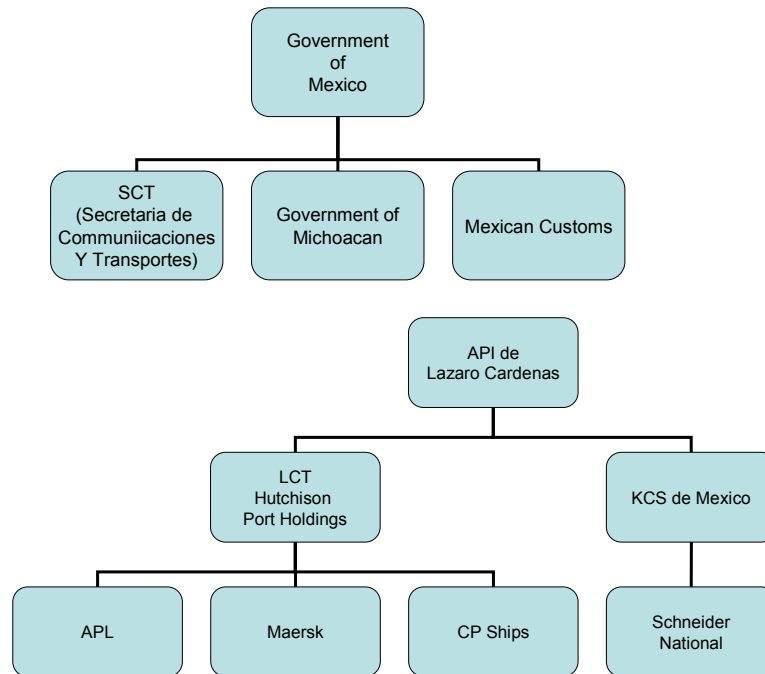 Government
of
Mexico
SCT
(Secretaria de
Communiicaciones
Y Transportes)
Government of
Michoacan
Mexican Customs
API de
Lazaro Cardenas
LCT
Hutchison
Port Holdings
KCS de Mexico
APL
Maersk
CP Ships
Schneider
National